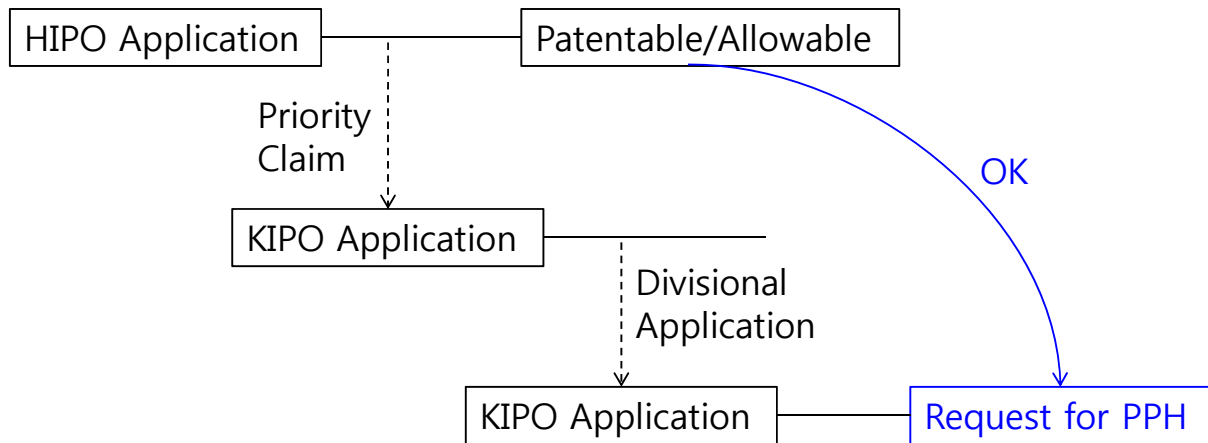 HIPO Application
Patentable/Allowable
Priority
Claim
OK
KIPO Application
Divisional
Application
KIPO Application
Request for PPH